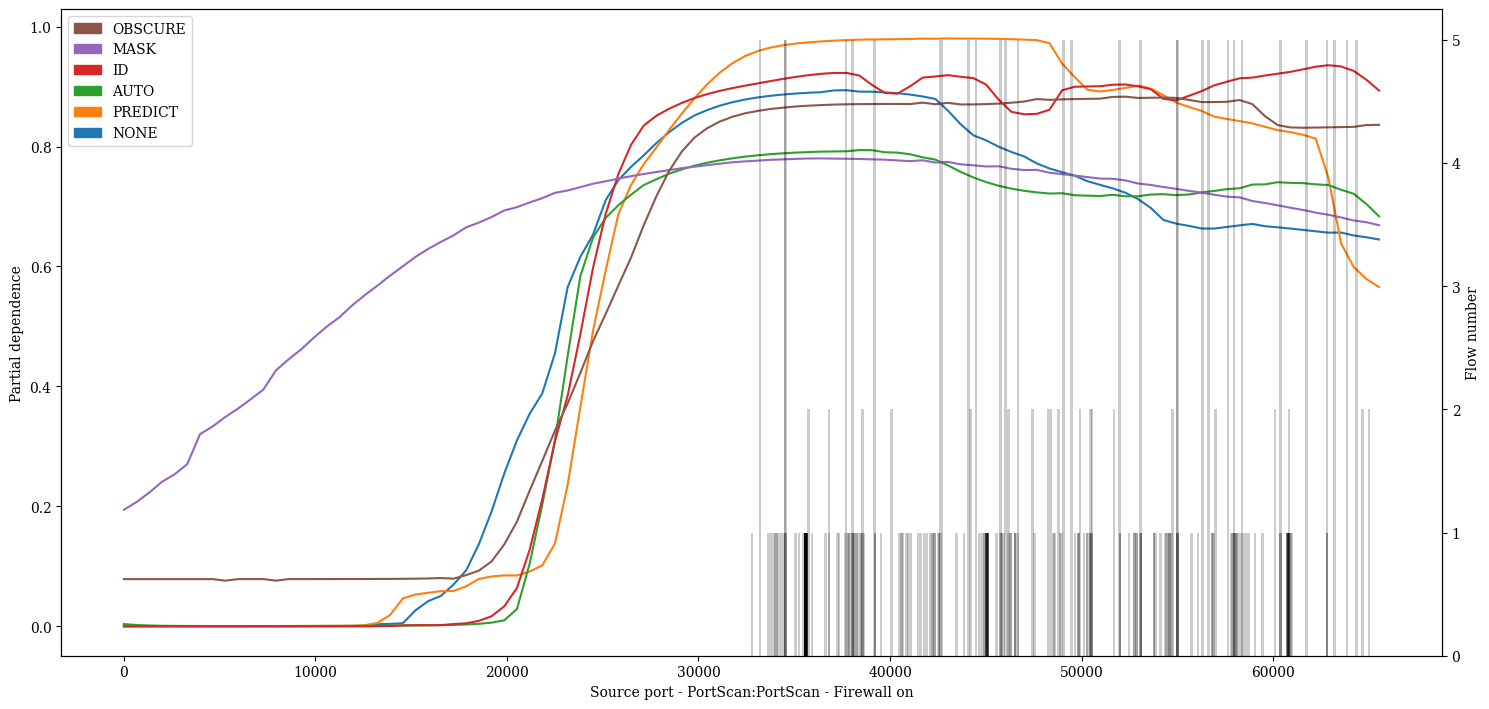 OBSCURE
MASK
ID
AUTO
PREDICT
NONE
1.0
0.8
0.6
0.4
0.2
0.0
Partial dependence
5
4
3
2
1
0
Flow number
0 10000 20000 30000 40000 50000 60000
Source port - PortScan:PortScan - Firewall on